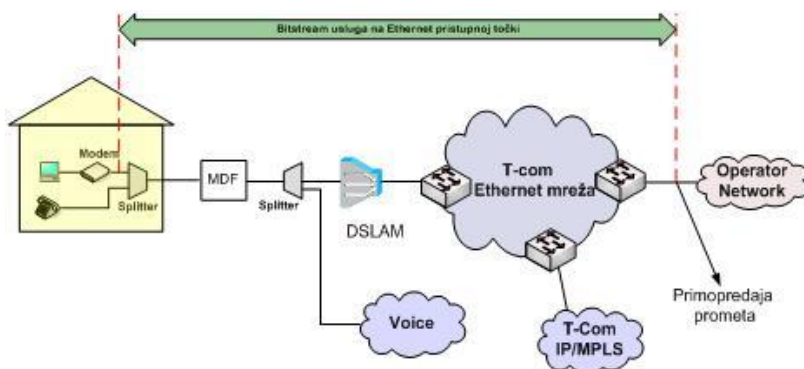 Bitstream usluga na Ethernet pristupnoj točki
Modem
Splitter
MDF
Splitter
DSLAM
T-com
Ethernet mreža
Operator
Network
Voice
T-Com
IP/MPLS
Primopredaja
prometa